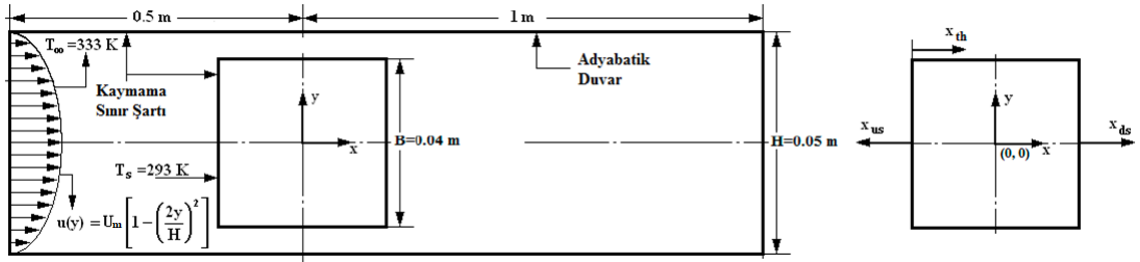 0.5 m
1 m
T∞ =333 K
Kaymama
Sınır Şartı
Adyabatik
Duvar
y
x
B=0.04 m
H=0.05 m
Ts =293 K
u(y) = Um [1-(2y/H)²]
xth
xus
xds
y
x
(0, 0)